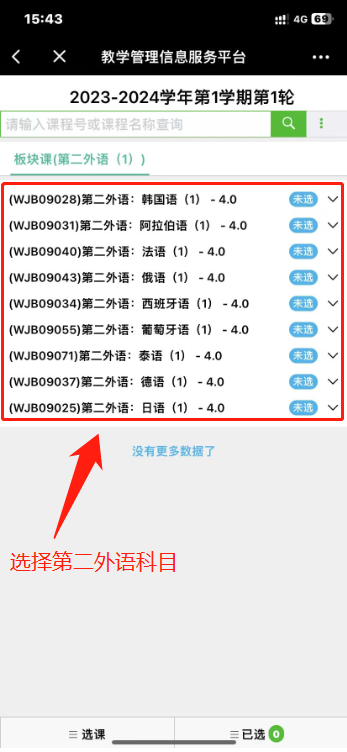 15:43
4G 69
教学管理信息服务平台
2023-2024学年第1学期第1轮
请输入课程号或课程名称查询
板块课(第二外语（1）)
(WJB09028)第二外语：韩国语（1） - 4.0 未选
(WJB09031)第二外语：阿拉伯语（1） - 4.0 未选
(WJB09040)第二外语：法语（1） - 4.0 未选
(WJB09043)第二外语：俄语（1） - 4.0 未选
(WJB09034)第二外语：西班牙语（1） - 4.0 未选
(WJB09055)第二外语：葡萄牙语（1） - 4.0 未选
(WJB09071)第二外语：泰语（1） - 4.0 未选
(WJB09037)第二外语：德语（1） - 4.0 未选
(WJB09025)第二外语：日语（1） - 4.0 未选
没有更多数据了
选择第二外语科目
选课
已选 0